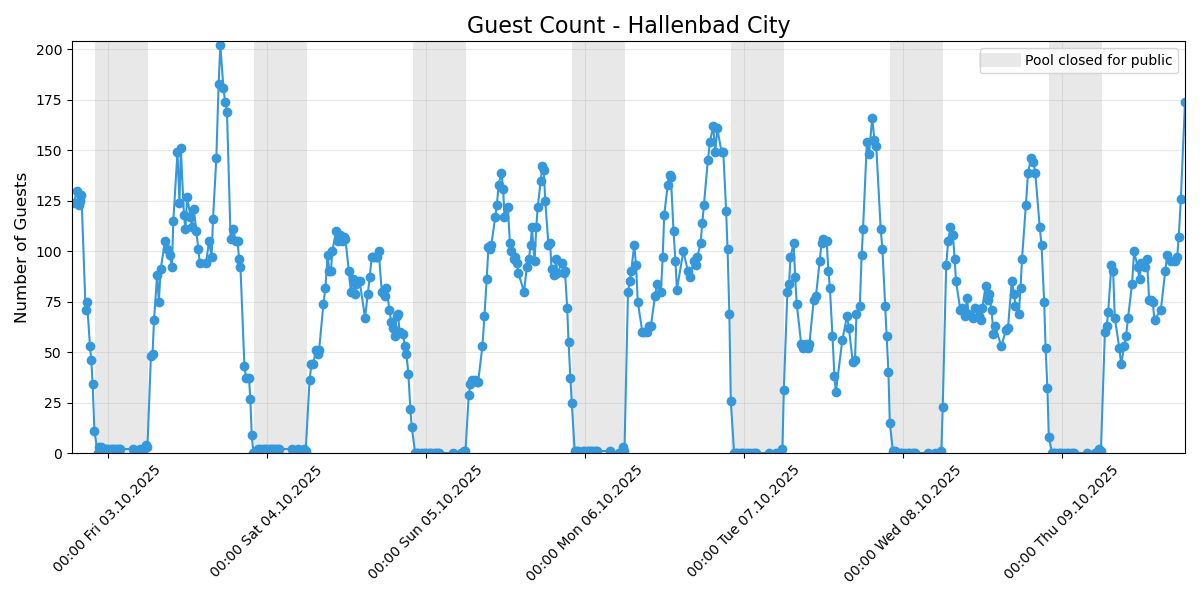 Guest Count - Hallenbad City
Pool closed for public
Number of Guests
200
175
150
125
100
75
50
25
0
00:00 Fri 03.10.2025
00:00 Sat 04.10.2025
00:00 Sun 05.10.2025
00:00 Mon 06.10.2025
00:00 Tue 07.10.2025
00:00 Wed 08.10.2025
00:00 Thu 09.10.2025